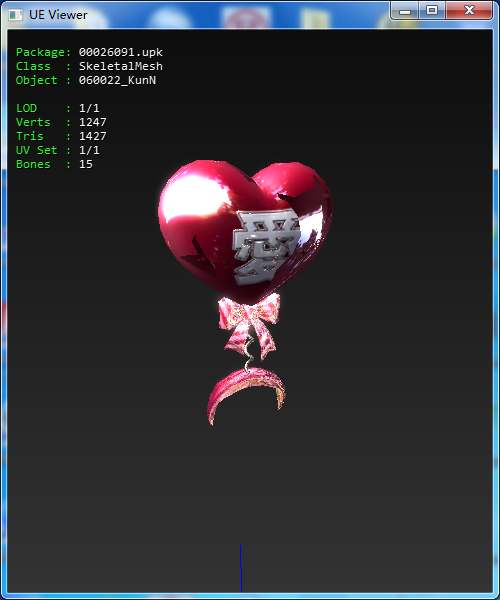 UE Viewer
Package: 00026091.upk
Class : SkeletalMesh
Object : 060022_KunN
LOD : 1/1
Verts : 1247
Tris : 1427
UV Set : 1/1
Bones : 15
愛